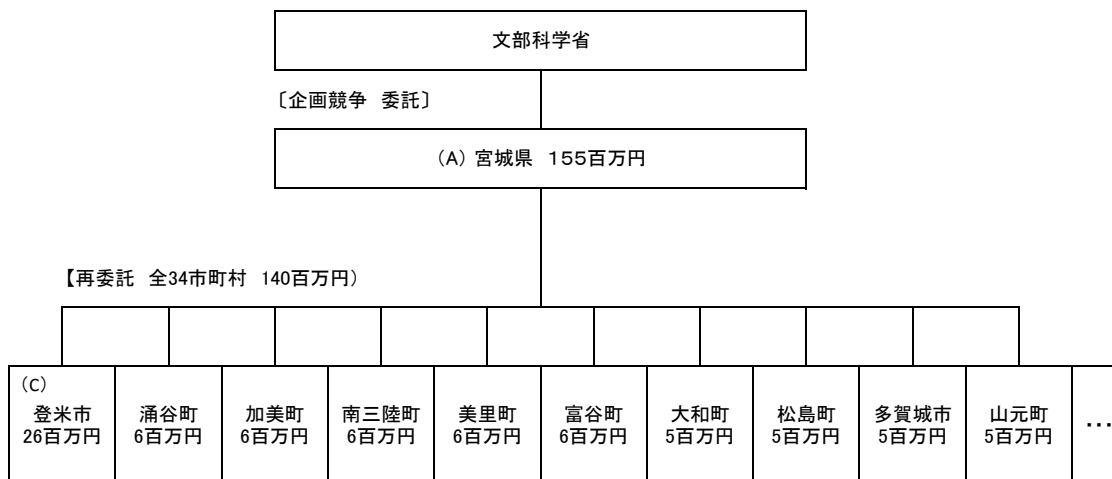 文部科学省
〔企画競争 委託〕
(A) 宮城県 155百万円
【再委託 全34市町村 140百万円)
(C)
登米市
26百万円
涌谷町
6百万円
加美町
6百万円
南三陸町
6百万円
美里町
6百万円
富谷町
6百万円
大和町
5百万円
松島町
5百万円
多賀城市
5百万円
山元町
5百万円
…